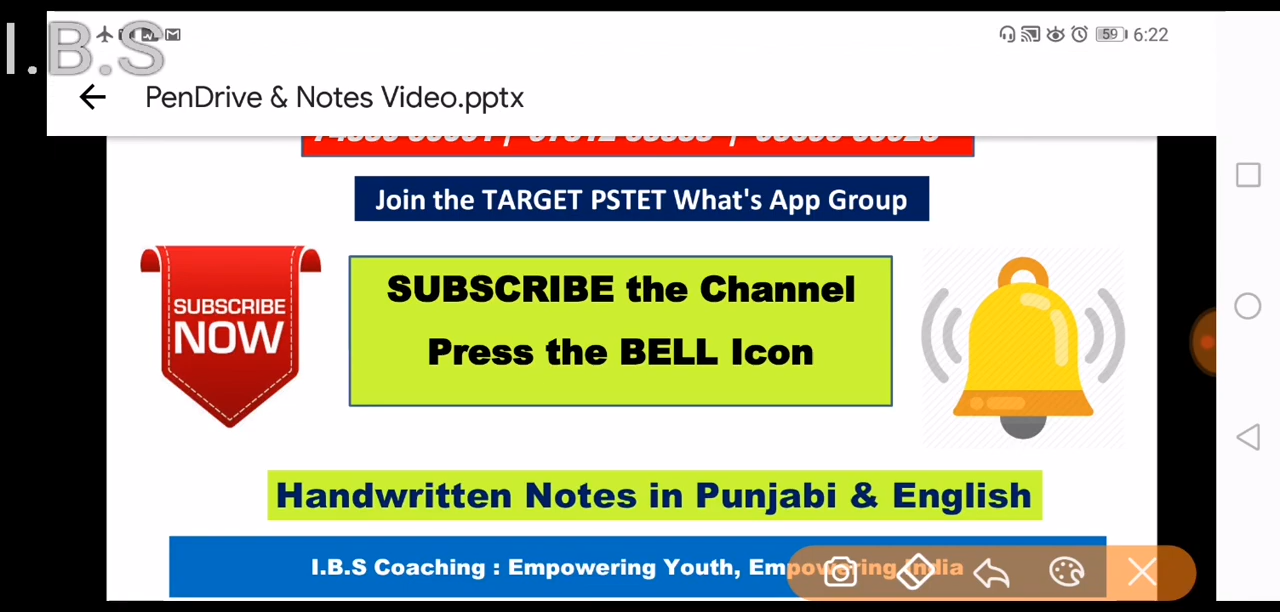 I.B.S
59 6:22
PenDrive & Notes Video.pptx
Join the TARGET PSTET What's App Group
SUBSCRIBE
NOW
SUBSCRIBE the Channel
Press the BELL Icon
Handwritten Notes in Punjabi & English
I.B.S Coaching : Empowering Youth, Empowering India